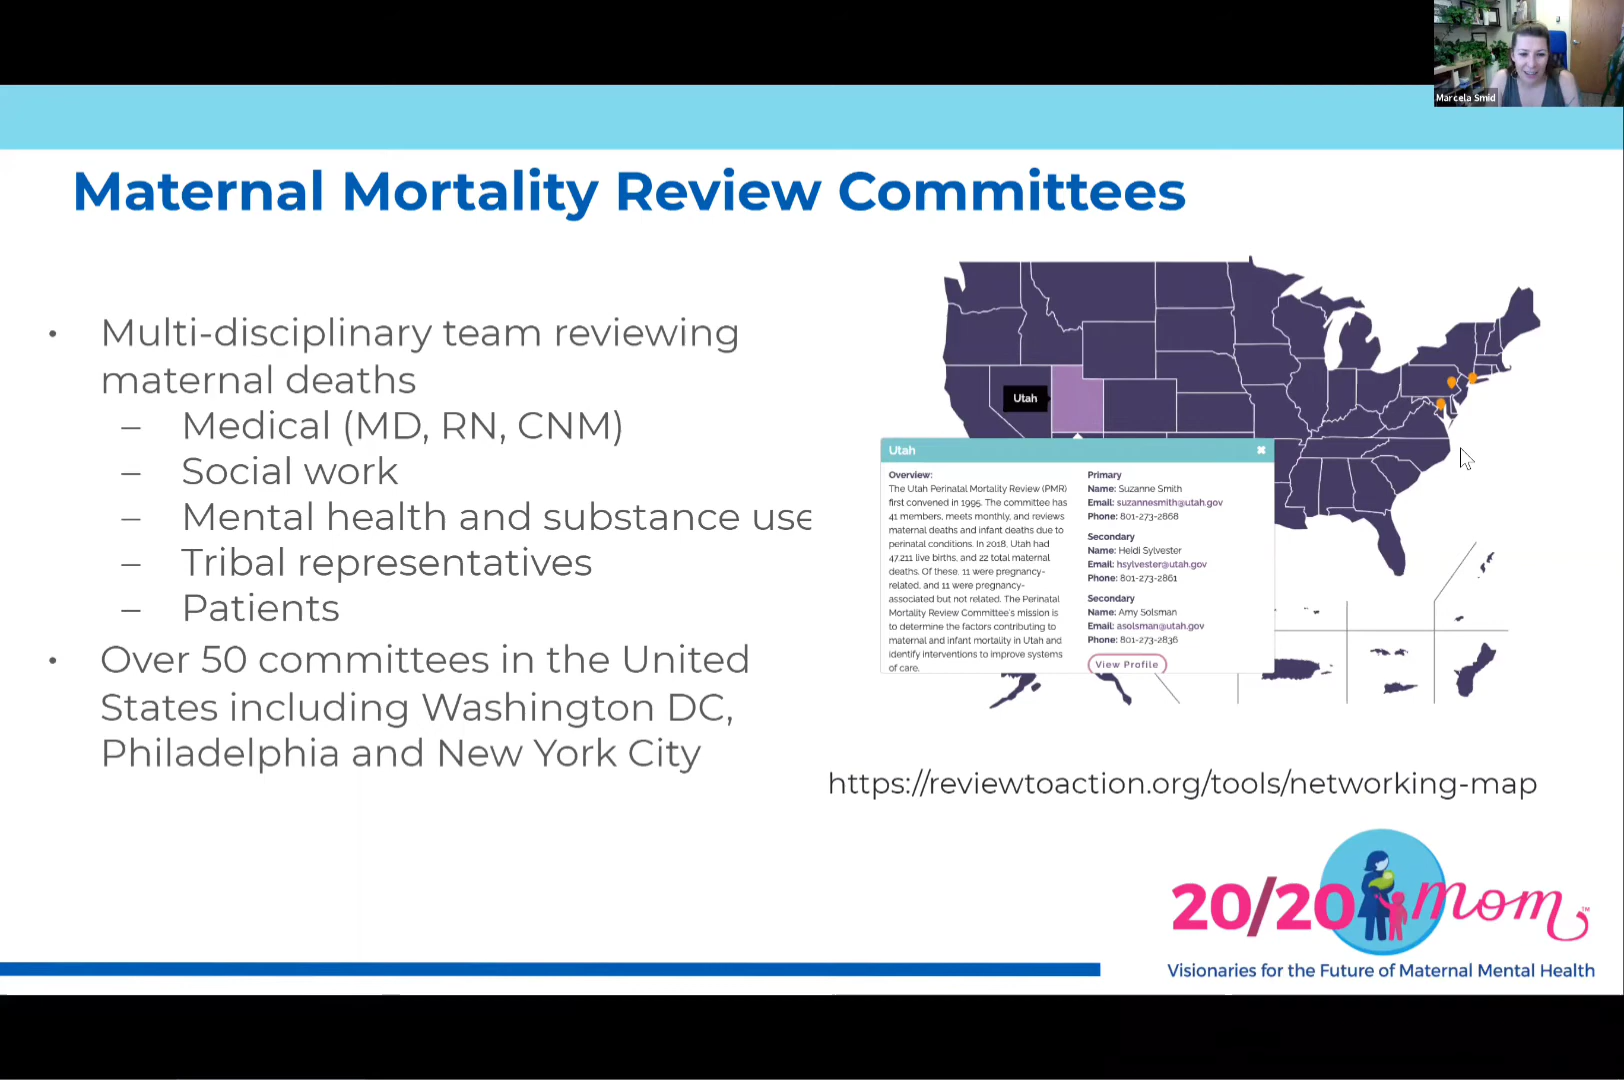 Marcela Smid
Maternal Mortality Review Committees
• Multi-disciplinary team reviewing
maternal deaths
– Medical (MD, RN, CNM)
– Social work
– Mental health and substance use
– Tribal representatives
– Patients
• Over 50 committees in the United
States including Washington DC,
Philadelphia and New York City
Utah
Utah
Overview:
The Utah Perinatal Mortality Review (PMR)
first convened in 1995. The committee has
41 members, meets monthly, and reviews
maternal deaths and infant deaths due to
perinatal conditions. In 2018, Utah had
47,211 live births, and 22 total maternal
deaths. Of these, 11 were pregnancy-
related, and 11 were pregnancy-
associated but not related. The Perinatal
Mortality Review Committee's mission is
to determine the factors contributing to
maternal and infant mortality in Utah and
identify interventions to improve systems
of care.
Primary
Name: Suzanne Smith
Email: suzannesmith@utah.gov
Phone: 801-273-2868
Secondary
Name: Heidi Sylvester
Email: hsylvester@utah.gov
Phone: 801-273-2861
Secondary
Name: Amy Solsman
Email: asolsman@utah.gov
Phone: 801-273-2836
View Profile
https://reviewtoaction.org/tools/networking-map
20/20 mom™
Visionaries for the Future of Maternal Mental Health